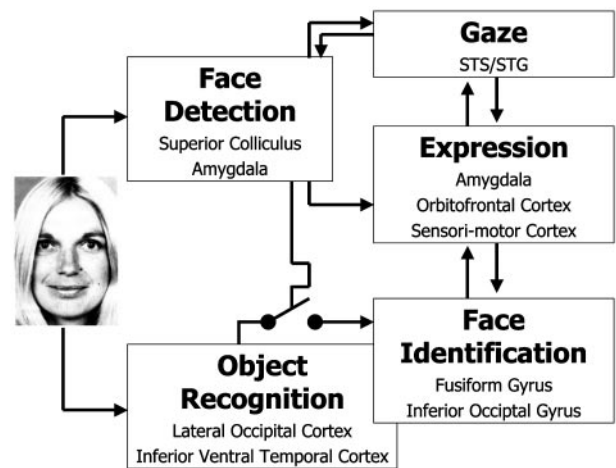 Face
Detection
Superior Colliculus
Amygdala
Gaze
STS/STG
Expression
Amygdala
Orbitofrontal Cortex
Sensori-motor Cortex
Object
Recognition
Lateral Occipital Cortex
Inferior Ventral Temporal Cortex
Face
Identification
Fusiform Gyrus
Inferior Occiptal Gyrus